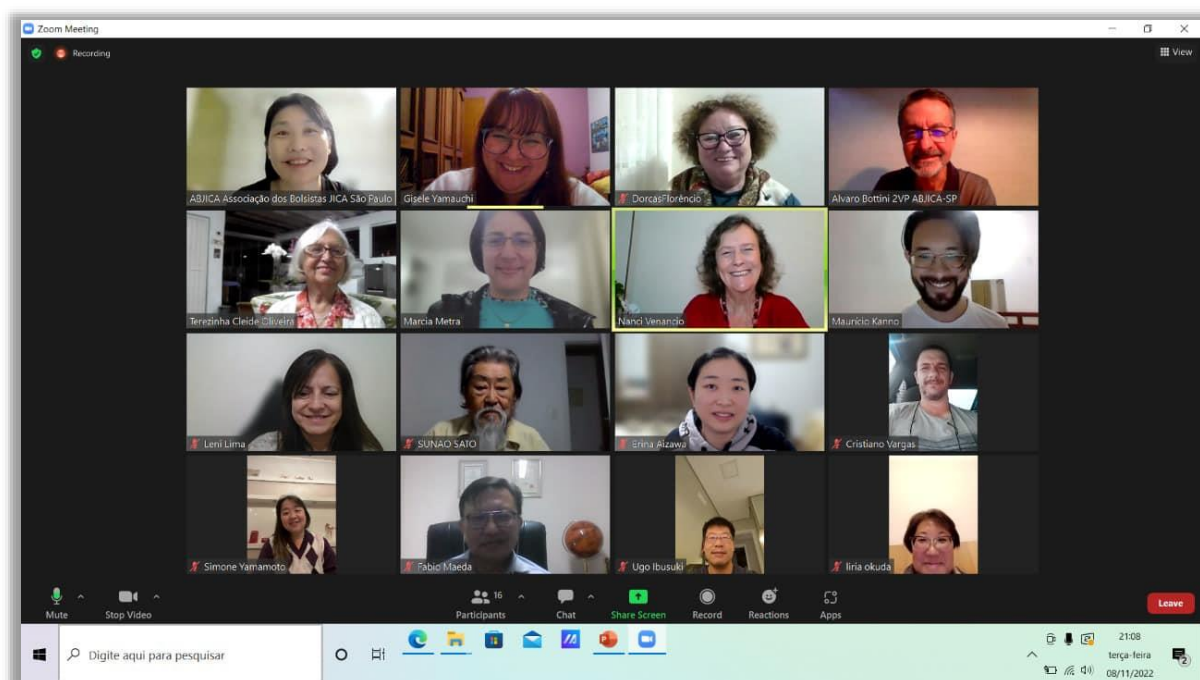 Zoom Meeting
Recording
View
ABJICA Associação dos Bolsistas JICA São Paulo
Gisele Yamauchi
DorcasFlorêncio
Alvaro Bottini 2VP ABJICA-SP
Terezinha Cleide Oliveira
Marcia Metra
Nanci Venancio
Maurício Kanno
Leni Lima
SUNAO SATO
Erina Aizawa
Cristiano Vargas
Simone Yamamoto
Fabio Maeda
Ugo Ibusuki
liria okuda
Mute
Stop Video
Participants
16
Chat
Share Screen
Record
Reactions
Apps
Leave
Digite aqui para pesquisar
21:08
terça-feira
08/11/2022
2